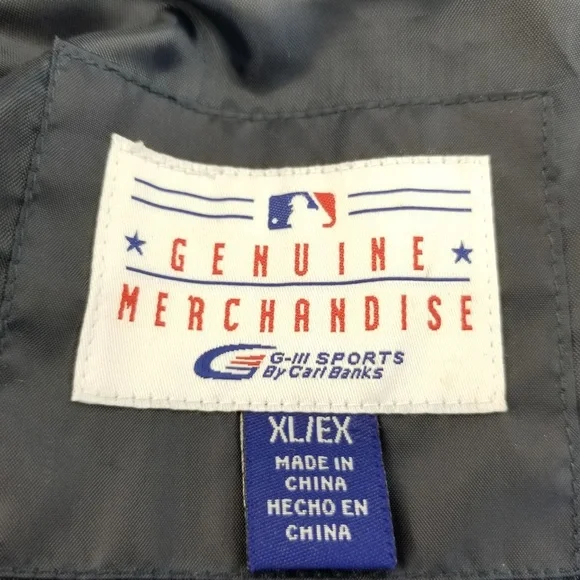 GENUINE
MERCHANDISE
G-III SPORTS
By Carl Banks
XL/EX
MADE IN
CHINA
HECHO EN
CHINA